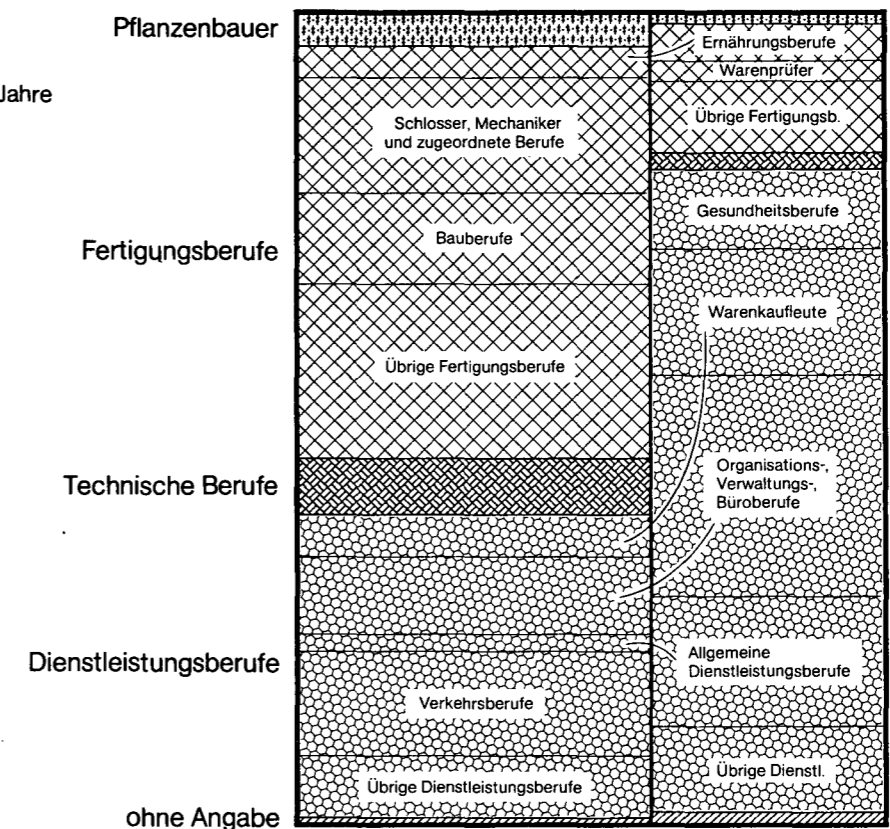 Pflanzenbauer
Jahre
Fertigungsberufe
Technische Berufe
Dienstleistungsberufe
ohne Angabe
Schlosser, Mechaniker
und zugeordnete Berufe
Bauberufe
Übrige Fertigungsberufe
Verkehrsberufe
Übrige Dienstleistungsberufe
Ernährungsberufe
Warenprüfer
Übrige Fertigungsb.
Gesundheitsberufe
Warenkaufleute
Organisations-,
Verwaltungs-,
Büroberufe
Allgemeine
Dienstleistungsberufe
Übrige Dienstl.